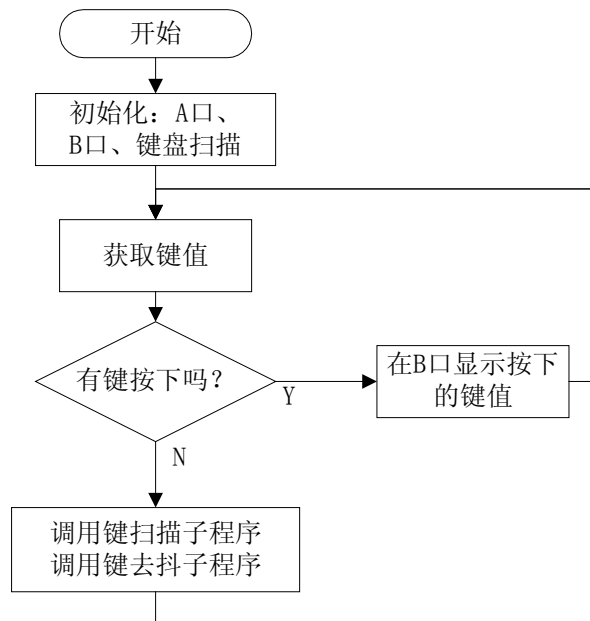 开始
初始化：A口、
B口、键盘扫描
获取键值
有键按下吗？
Y
在B口显示按下
的键值
N
调用键扫描子程序
调用键去抖子程序